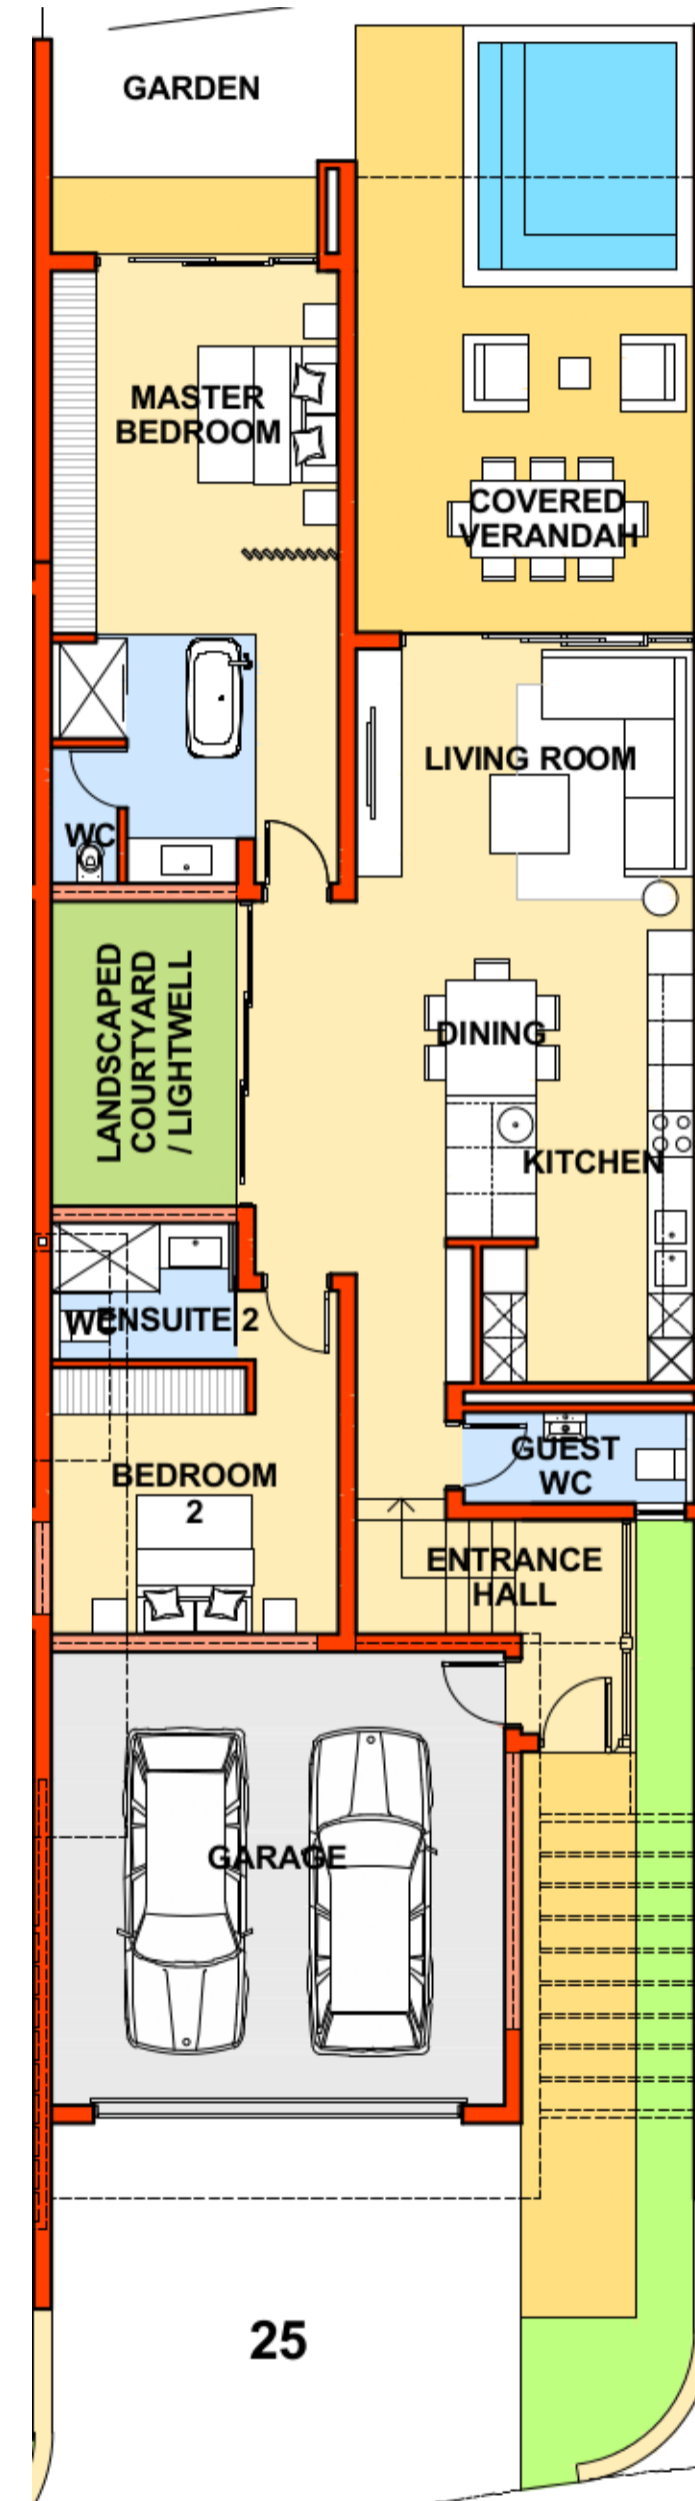 GARDEN
MASTER
BEDROOM
COVERED
VERANDAH
LIVING ROOM
WC
LANDSCAPED
COURTYARD
/ LIGHTWELL
DINING
KITCHEN
WC
ENSUITE 2
GUEST
WC
BEDROOM
2
ENTRANCE
HALL
GARAGE
25